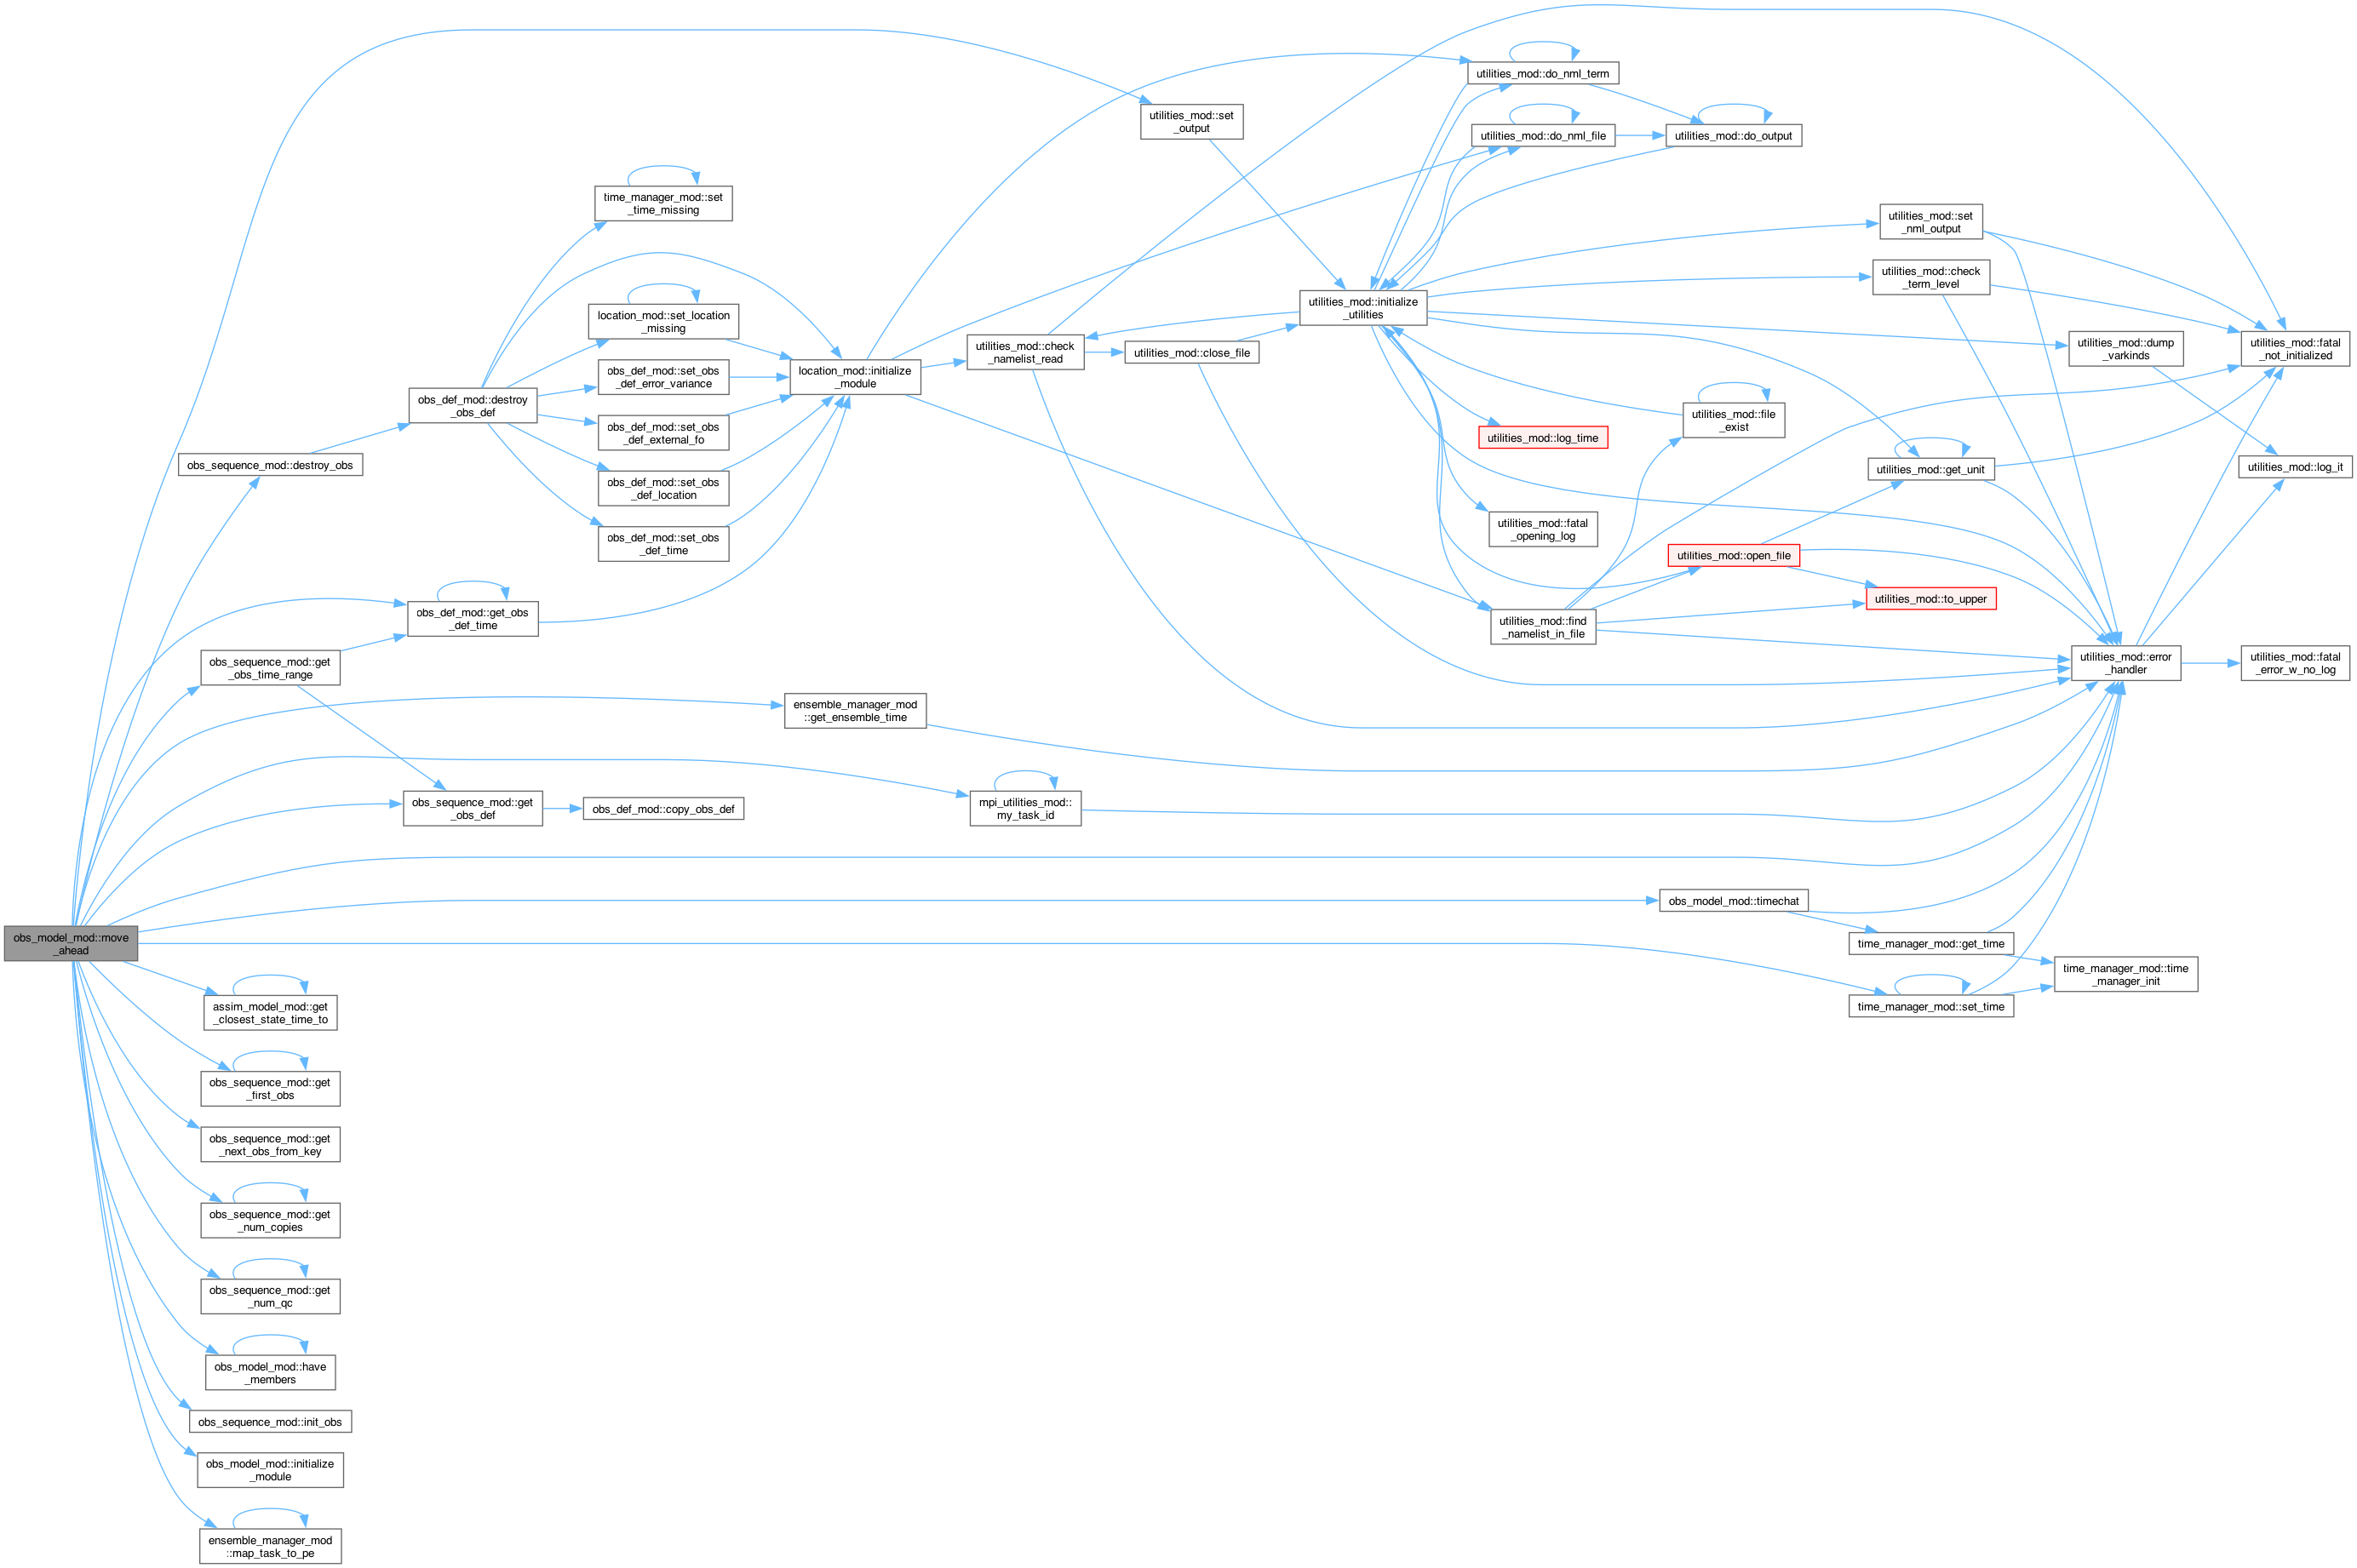 utilities_mod::do_nml_term
utilities_mod::set
_output
utilities_mod::do_nml_file
utilities_mod::do_output
time_manager_mod::set
_time_missing
utilities_mod::set
_nml_output
utilities_mod::check
_term_level
location_mod::set_location
_missing
utilities_mod::initialize
_utilities
utilities_mod::check
_namelist_read
utilities_mod::close_file
utilities_mod::dump
_varkinds
utilities_mod::fatal
_not_initialized
obs_def_mod::set_obs
_def_error_variance
location_mod::initialize
_module
obs_def_mod::destroy
_obs_def
utilities_mod::file
_exist
obs_def_mod::set_obs
_def_external_fo
utilities_mod::log_time
obs_sequence_mod::destroy_obs
utilities_mod::get_unit
utilities_mod::log_it
obs_def_mod::set_obs
_def_location
utilities_mod::fatal
_opening_log
obs_def_mod::set_obs
_def_time
utilities_mod::open_file
utilities_mod::to_upper
obs_def_mod::get_obs
_def_time
utilities_mod::find
_namelist_in_file
obs_sequence_mod::get
_obs_time_range
utilities_mod::error
_handler
utilities_mod::fatal
_error_w_no_log
ensemble_manager_mod
::get_ensemble_time
obs_sequence_mod::get
_obs_def
obs_def_mod::copy_obs_def
mpi_utilities_mod::
my_task_id
obs_model_mod::timechat
obs_model_mod::move
_ahead
time_manager_mod::get_time
time_manager_mod::time
_manager_init
time_manager_mod::set_time
assim_model_mod::get
_closest_state_time_to
obs_sequence_mod::get
_first_obs
obs_sequence_mod::get
_next_obs_from_key
obs_sequence_mod::get
_num_copies
obs_sequence_mod::get
_num_qc
obs_model_mod::have
_members
obs_sequence_mod::init_obs
obs_model_mod::initialize
_module
ensemble_manager_mod
::map_task_to_pe